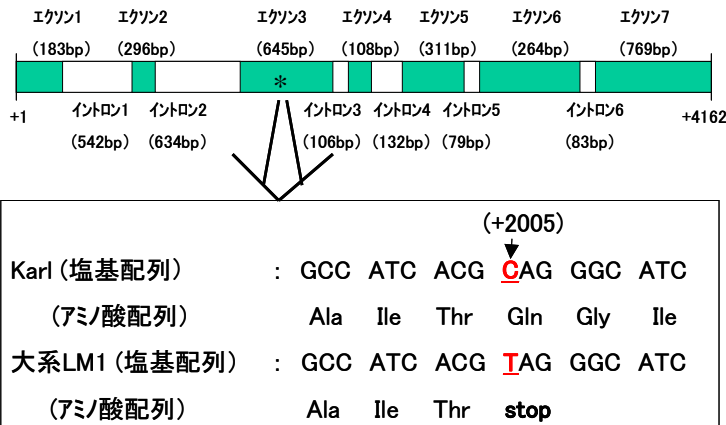 エクソン1 エクソン2 エクソン3 エクソン4 エクソン5 エクソン6 エクソン7
(183bp) (296bp) (645bp) (108bp) (311bp) (264bp) (769bp)
*
+1 イントロン1 イントロン2 イントロン3 イントロン4 イントロン5 イントロン6 +4162
(542bp) (634bp) (106bp) (132bp) (79bp) (83bp)
(+2005)
Karl (塩基配列) : GCC ATC ACG CAG GGC ATC
(アミノ酸配列) Ala Ile Thr Gln Gly Ile
大系LM1 (塩基配列) : GCC ATC ACG TAG GGC ATC
(アミノ酸配列) Ala Ile Thr stop